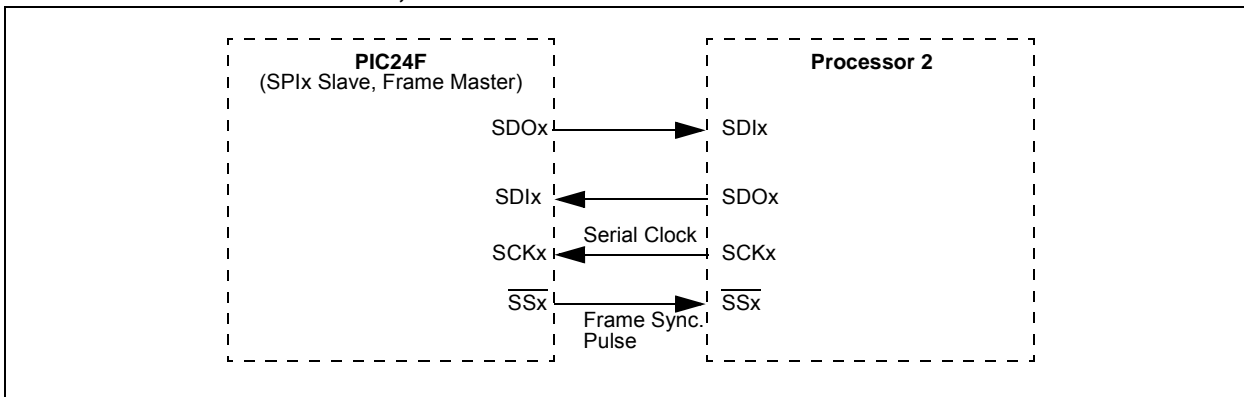 PIC24F
(SPIx Slave, Frame Master)
Processor 2
SDOx
SDIx
SDIx
SDOx
Serial Clock
SCKx
SCKx
SSx
SSx
Frame Sync.
Pulse